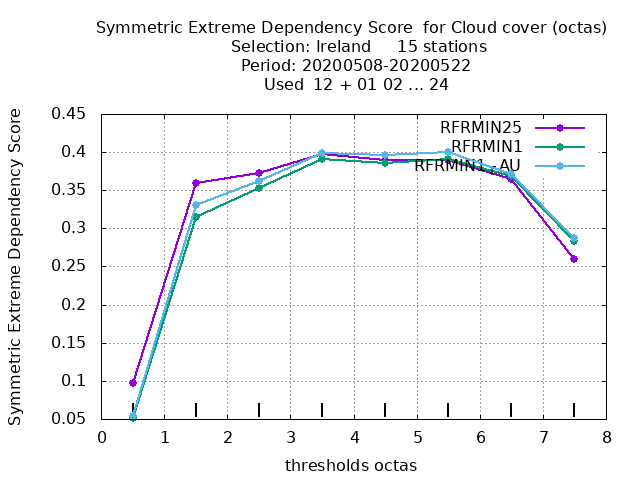 Symmetric Extreme Dependency Score  for Cloud cover (octas)
Selection: Ireland     15 stations
Period: 20200508-20200522
Used  12 + 01 02 ... 24
Symmetric Extreme Dependency Score
0.45
0.4
0.35
0.3
0.25
0.2
0.15
0.1
0.05
RFRMIN25
RFRMIN1
RFRMIN1_AU
0 1 2 3 4 5 6 7 8
thresholds octas